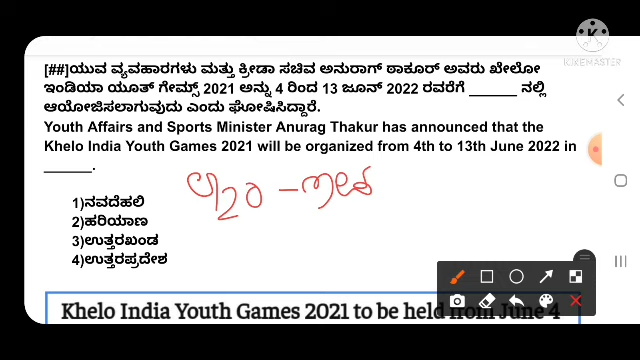 [##]ಯುವ ವ್ಯವಹಾರಗಳು ಮತ್ತು ಕ್ರೀಡಾ ಸಚಿವ ಅನುರಾಗ್ ಠಾಕೂರ್ ಅವರು ಖೇಲೋ
ಇಂಡಿಯಾ ಯೂತ್ ಗೇಮ್ಸ್ 2021 ಅನ್ನು 4 ರಿಂದ 13 ಜೂನ್ 2022 ರವರೆಗೆ ______ ನಲ್ಲಿ
ಆಯೋಜಿಸಲಾಗುವುದು ಎಂದು ಘೋಷಿಸಿದ್ದಾರೆ.
Youth Affairs and Sports Minister Anurag Thakur has announced that the
Khelo India Youth Games 2021 will be organized from 4th to 13th June 2022 in
______.
1)ನವದೆಹಲಿ
2)ಹರಿಯಾಣ
3)ಉತ್ತರಖಂಡ
4)ಉತ್ತರಪ್ರದೇಶ
Khelo India Youth Games 2021 to be held from June 4
KINEMASTER